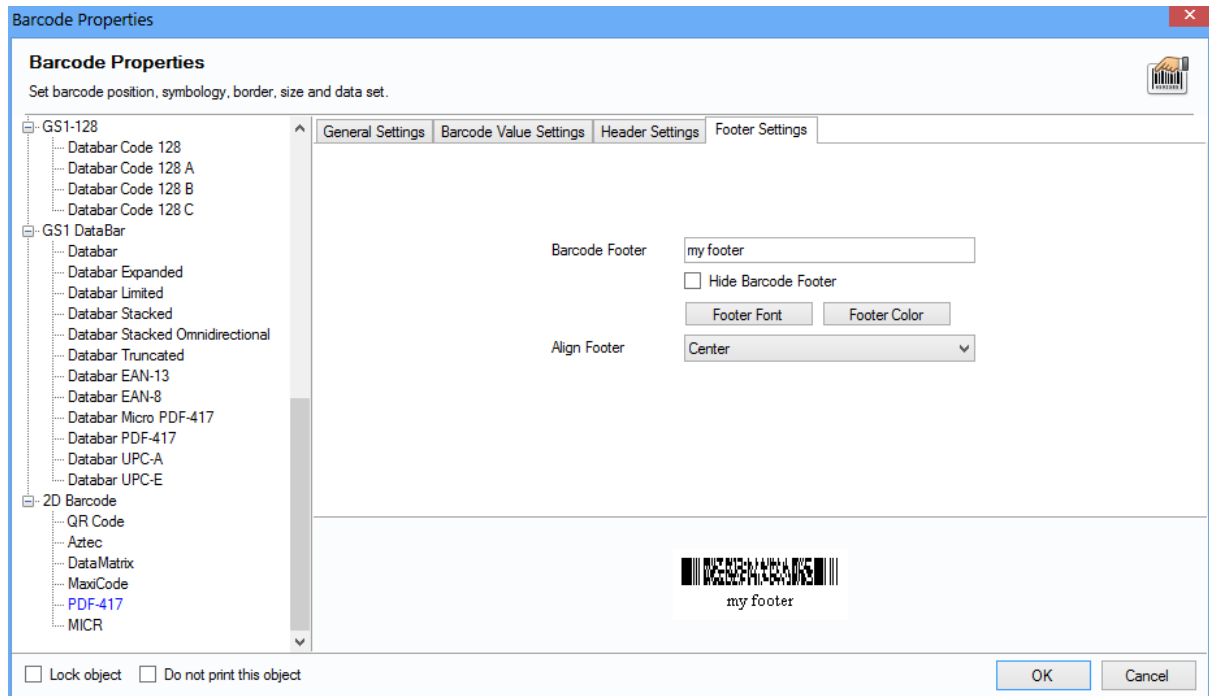 Barcode Properties
Barcode Properties
Set barcode position, symbology, border, size and data set.
GS1-128
Databar Code 128
Databar Code 128 A
Databar Code 128 B
Databar Code 128 C
GS1 DataBar
Databar
Databar Expanded
Databar Limited
Databar Stacked
Databar Stacked Omnidirectional
Databar Truncated
Databar EAN-13
Databar EAN-8
Databar Micro PDF-417
Databar PDF-417
Databar UPC-A
Databar UPC-E
2D Barcode
QR Code
Aztec
DataMatrix
MaxiCode
PDF-417
MICR
General Settings Barcode Value Settings Header Settings Footer Settings
Barcode Footer my footer
Hide Barcode Footer
Footer Font Footer Color
Align Footer Center
my footer
Lock object Do not print this object OK Cancel